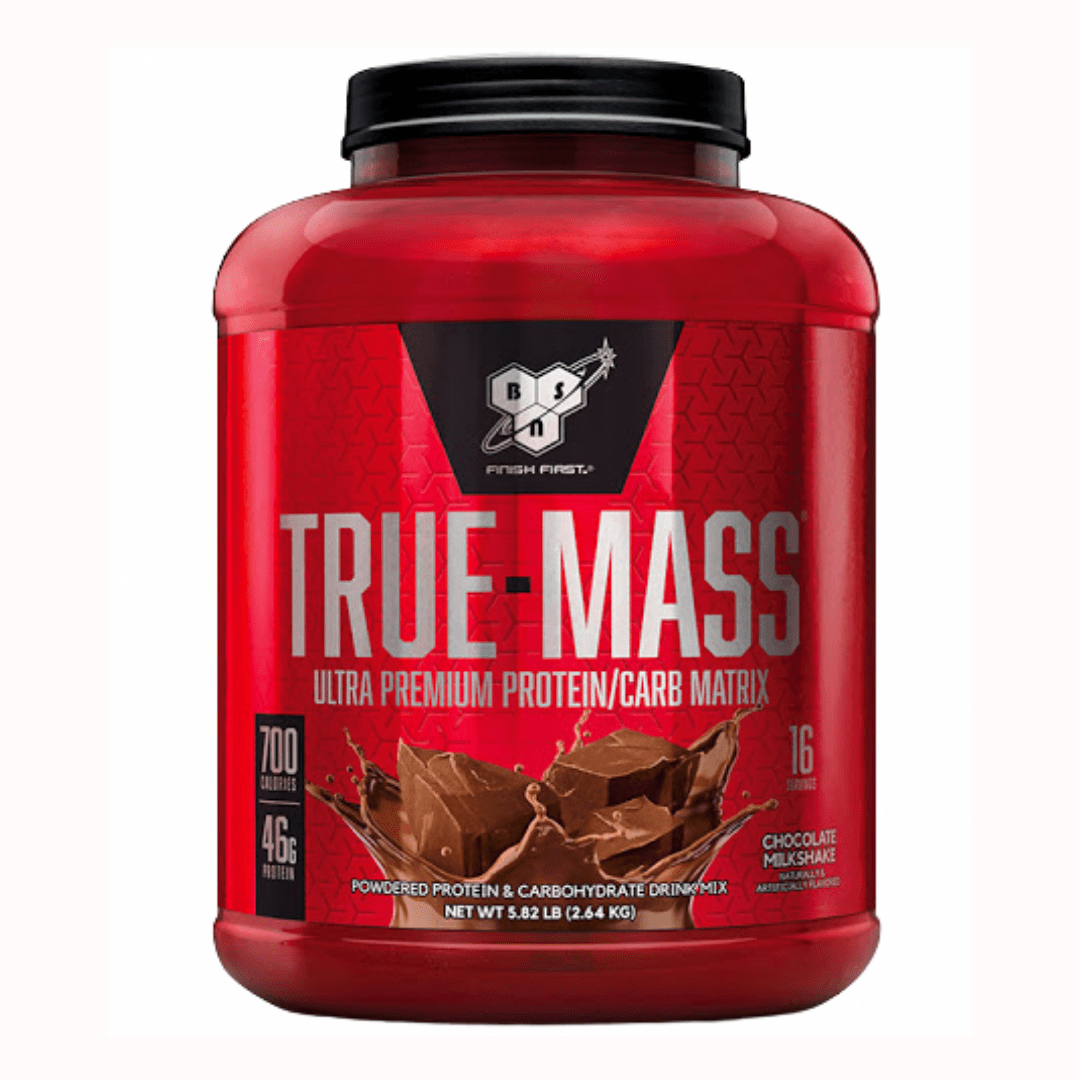 B S
n
FINISH FIRST.®
TRUE-MASS®
ULTRA PREMIUM PROTEIN/CARB MATRIX
700
CALORIES
46G
PROTEIN
16
SERVINGS
CHOCOLATE
MILKSHAKE
NATURALLY &
ARTIFICIALLY FLAVORED
POWDERED PROTEIN & CARBOHYDRATE DRINK MIX
NET WT 5.82 LB (2.64 KG)